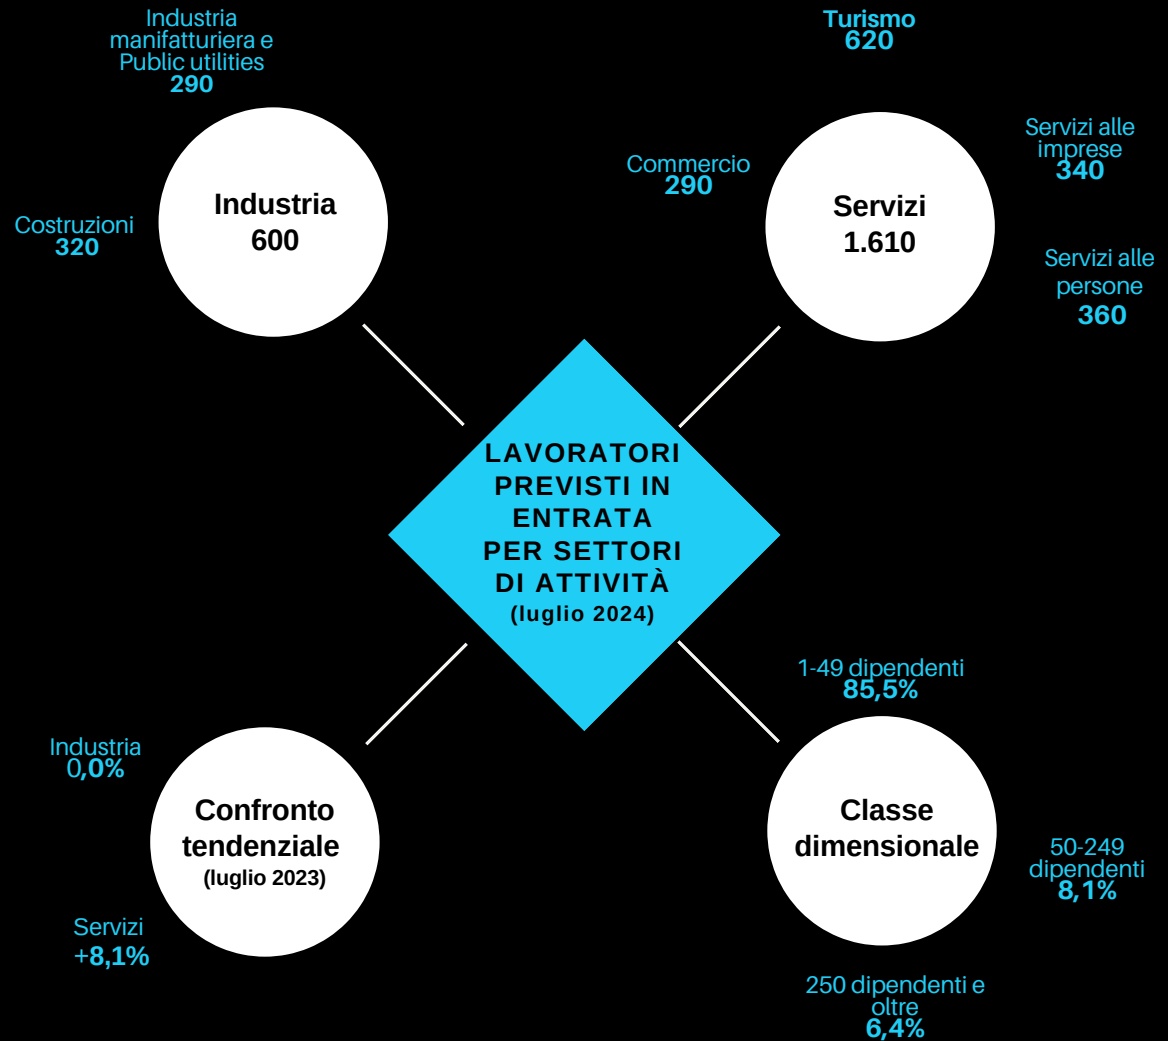 Industria
manifatturiera e
Public utilities
290
Costruzioni
320
Industria
600
Turismo
620
Commercio
290
Servizi
1.610
Servizi alle
imprese
340
Servizi alle
persone
360
LAVORATORI
PREVISTI IN
ENTRATA
PER SETTORI
DI ATTIVITÀ
(luglio 2024)
Industria
0,0%
Confronto
tendenziale
(luglio 2023)
Servizi
+8,1%
1-49 dipendenti
85,5%
Classe
dimensionale
50-249
dipendenti
8,1%
250 dipendenti e
oltre
6,4%